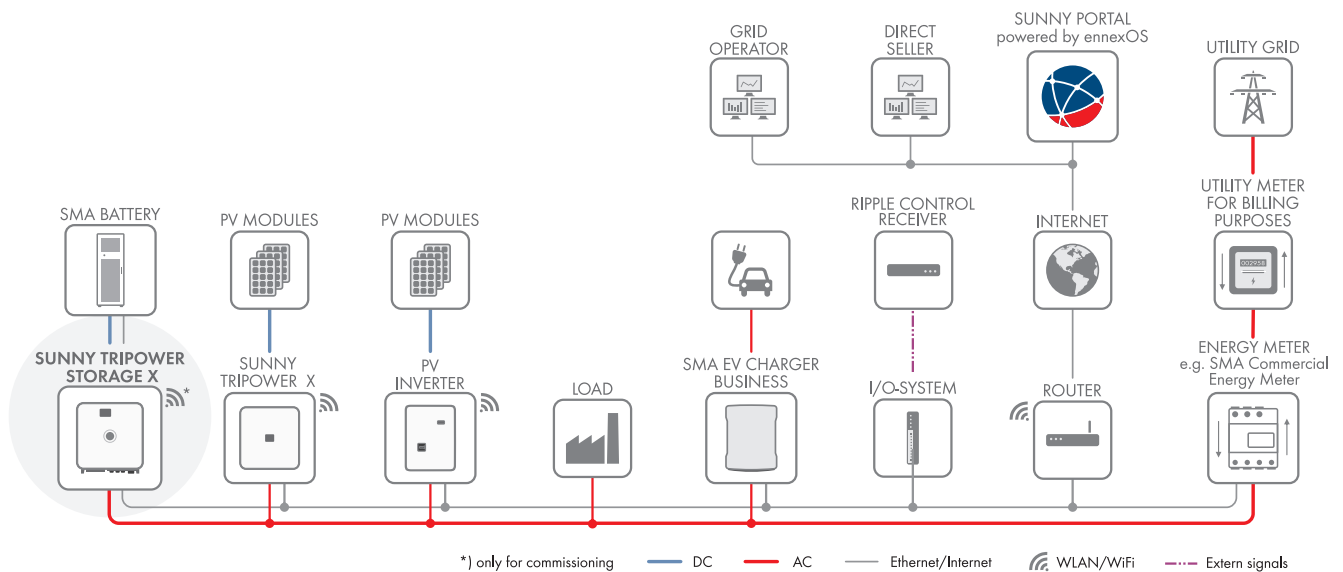 GRID
OPERATOR
DIRECT
SELLER
SUNNY PORTAL
powered by ennexOS
UTILITY GRID
SMA BATTERY
PV MODULES
PV MODULES
RIPPLE CONTROL
RECEIVER
INTERNET
UTILITY METER
FOR BILLING
PURPOSES
002958
SUNNY TRIPOWER
STORAGE X
*
SUNNY
TRIPOWER X
PV
INVERTER
LOAD
SMA EV CHARGER
BUSINESS
I/O-SYSTEM
ROUTER
ENERGY METER
e.g. SMA Commercial
Energy Meter
*) only for commissioning
DC
AC
Ethernet/Internet
WLAN/WiFi
Extern signals